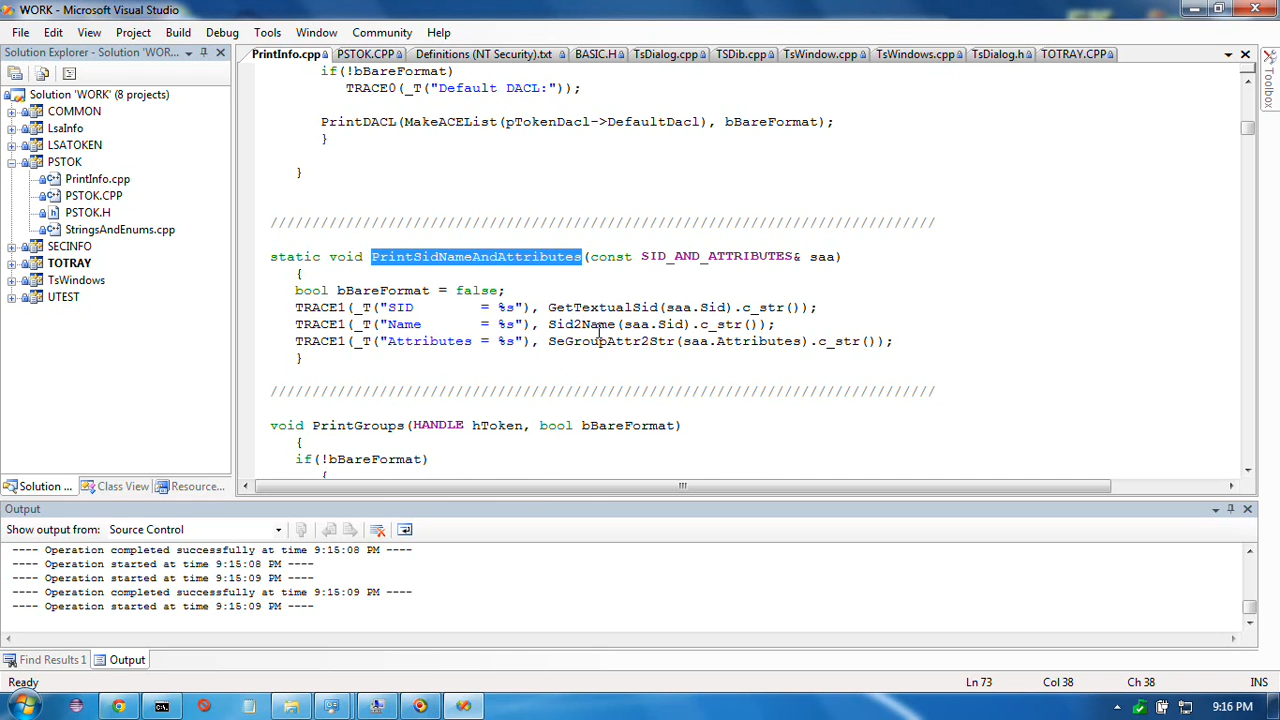 WORK - Microsoft Visual Studio
File Edit View Project Build Debug Tools Window Community Help
Solution Explorer - Solution 'WOR...
PrintInfo.cpp PSTOK.CPP Definitions (NT Security).txt BASIC.H TsDialog.cpp TSDib.cpp TsWindow.cpp TsWindows.cpp TsDialog.h TOTRAY.CPP
Toolbox
Solution 'WORK' (8 projects)
COMMON
LsaInfo
LSATOKEN
PSTOK
PrintInfo.cpp
PSTOK.CPP
PSTOK.H
StringsAndEnums.cpp
SECINFO
TOTRAY
TsWindows
UTEST
Solution ... Class View Resource...
if(!bBareFormat)
TRACE0(_T("Default DACL:"));
PrintDACL(MakeACEList(pTokenDacl->DefaultDacl), bBareFormat);
}
}
///////////////////////////////////////////////////////////////////////////////
static void PrintSidNameAndAttributes(const SID_AND_ATTRIBUTES& saa)
{
bool bBareFormat = false;
TRACE1(_T("SID        = %s"), GetTextualSid(saa.Sid).c_str());
TRACE1(_T("Name       = %s"), Sid2Name(saa.Sid).c_str());
TRACE1(_T("Attributes = %s"), SeGroupAttr2Str(saa.Attributes).c_str());
}
///////////////////////////////////////////////////////////////////////////////
void PrintGroups(HANDLE hToken, bool bBareFormat)
{
if(!bBareFormat)
{
Output
Show output from: Source Control
---- Operation completed successfully at time 9:15:08 PM ----
---- Operation started at time 9:15:08 PM ----
---- Operation started at time 9:15:09 PM ----
---- Operation completed successfully at time 9:15:09 PM ----
---- Operation started at time 9:15:09 PM ----
Find Results 1 Output
Ready Ln 73 Col 38 Ch 38 INS
9:16 PM